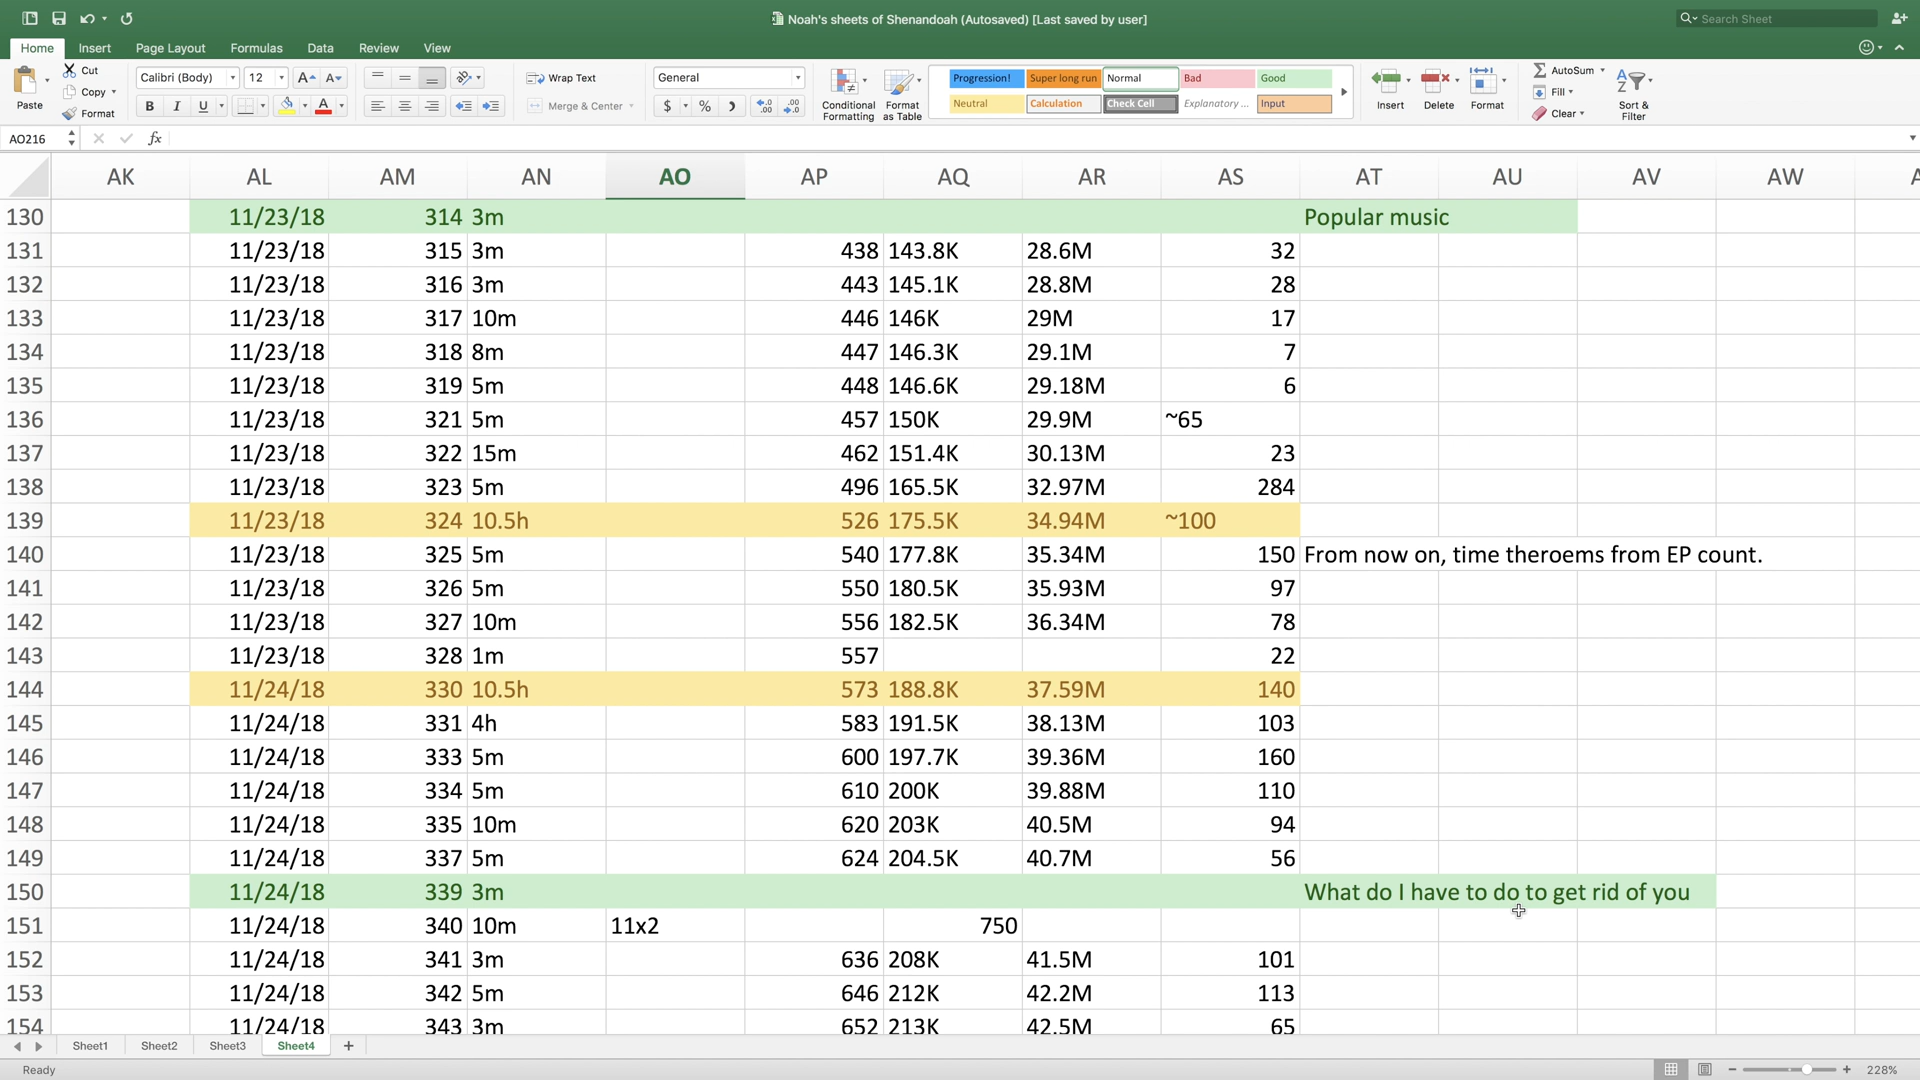 Noah's sheets of Shenandoah (Autosaved) [Last saved by user]
Search Sheet
Home Insert Page Layout Formulas Data Review View
Paste
Cut
Copy
Format
Calibri (Body) 12
A A
B I U A
Wrap Text
Merge & Center
General
$ % .00 .0
Conditional Formatting
Format as Table
Progression! Super long run Normal Bad Good
Neutral Calculation Check Cell Explanatory ... Input
Insert Delete Format
AutoSum
Fill
Clear
Sort & Filter
AO216 fx
AK AL AM AN AO AP AQ AR AS AT AU AV AW
130 11/23/18 314 3m Popular music
131 11/23/18 315 3m 438 143.8K 28.6M 32
132 11/23/18 316 3m 443 145.1K 28.8M 28
133 11/23/18 317 10m 446 146K 29M 17
134 11/23/18 318 8m 447 146.3K 29.1M 7
135 11/23/18 319 5m 448 146.6K 29.18M 6
136 11/23/18 321 5m 457 150K 29.9M ~65
137 11/23/18 322 15m 462 151.4K 30.13M 23
138 11/23/18 323 5m 496 165.5K 32.97M 284
139 11/23/18 324 10.5h 526 175.5K 34.94M ~100
140 11/23/18 325 5m 540 177.8K 35.34M 150 From now on, time theroems from EP count.
141 11/23/18 326 5m 550 180.5K 35.93M 97
142 11/23/18 327 10m 556 182.5K 36.34M 78
143 11/23/18 328 1m 557 22
144 11/24/18 330 10.5h 573 188.8K 37.59M 140
145 11/24/18 331 4h 583 191.5K 38.13M 103
146 11/24/18 333 5m 600 197.7K 39.36M 160
147 11/24/18 334 5m 610 200K 39.88M 110
148 11/24/18 335 10m 620 203K 40.5M 94
149 11/24/18 337 5m 624 204.5K 40.7M 56
150 11/24/18 339 3m What do I have to do to get rid of you
151 11/24/18 340 10m 11x2 750
152 11/24/18 341 3m 636 208K 41.5M 101
153 11/24/18 342 5m 646 212K 42.2M 113
154 11/24/18 343 3m 652 213K 42.5M 65
Sheet1 Sheet2 Sheet3 Sheet4 +
Ready 228%